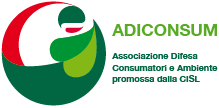 ADICONSUM
Associazione Difesa
Consumatori e Ambiente
promossa dalla CISL